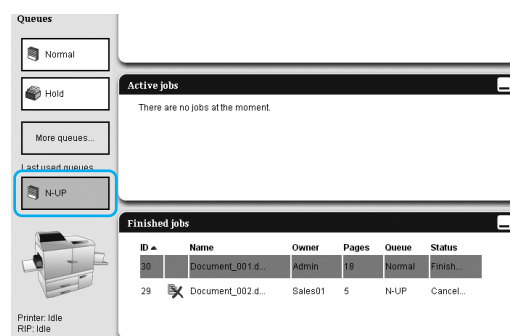 Queues
Normal
Hold
More queues...
Last used queues
N-UP
Printer: Idle
RIP: Idle
Active jobs
There are no jobs at the moment.
Finished jobs
ID Name Owner Pages Queue Status
30 Document_001.d... Admin 18 Normal Finish...
29 Document_002.d... Sales01 5 N-UP Cancel...